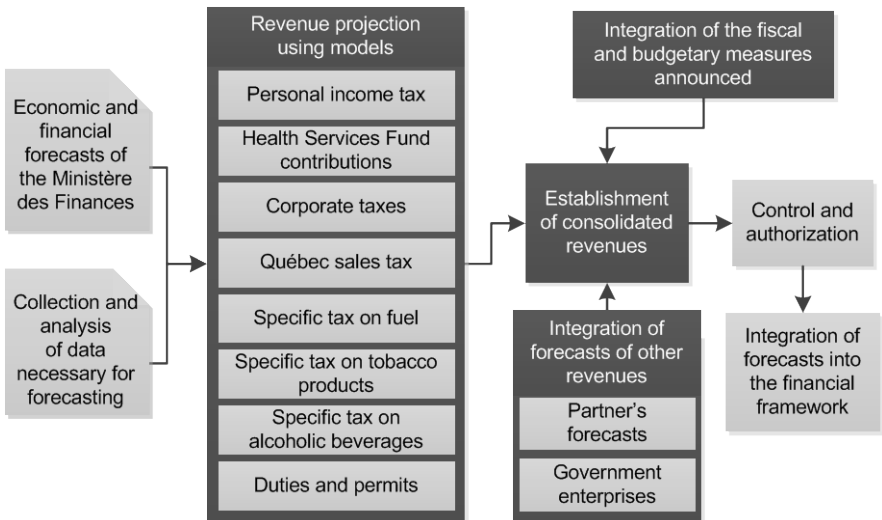 Economic and
financial
forecasts of
the Ministère
des Finances
Collection and
analysis
of data
necessary for
forecasting
Revenue projection
using models
Personal income tax
Health Services Fund
contributions
Corporate taxes
Québec sales tax
Specific tax on fuel
Specific tax on tobacco
products
Specific tax on
alcoholic beverages
Duties and permits
Integration of the fiscal
and budgetary measures
announced
Establishment
of consolidated
revenues
Integration of
forecasts of other
revenues
Partner’s
forecasts
Government
enterprises
Control and
authorization
Integration of
forecasts into
the financial
framework